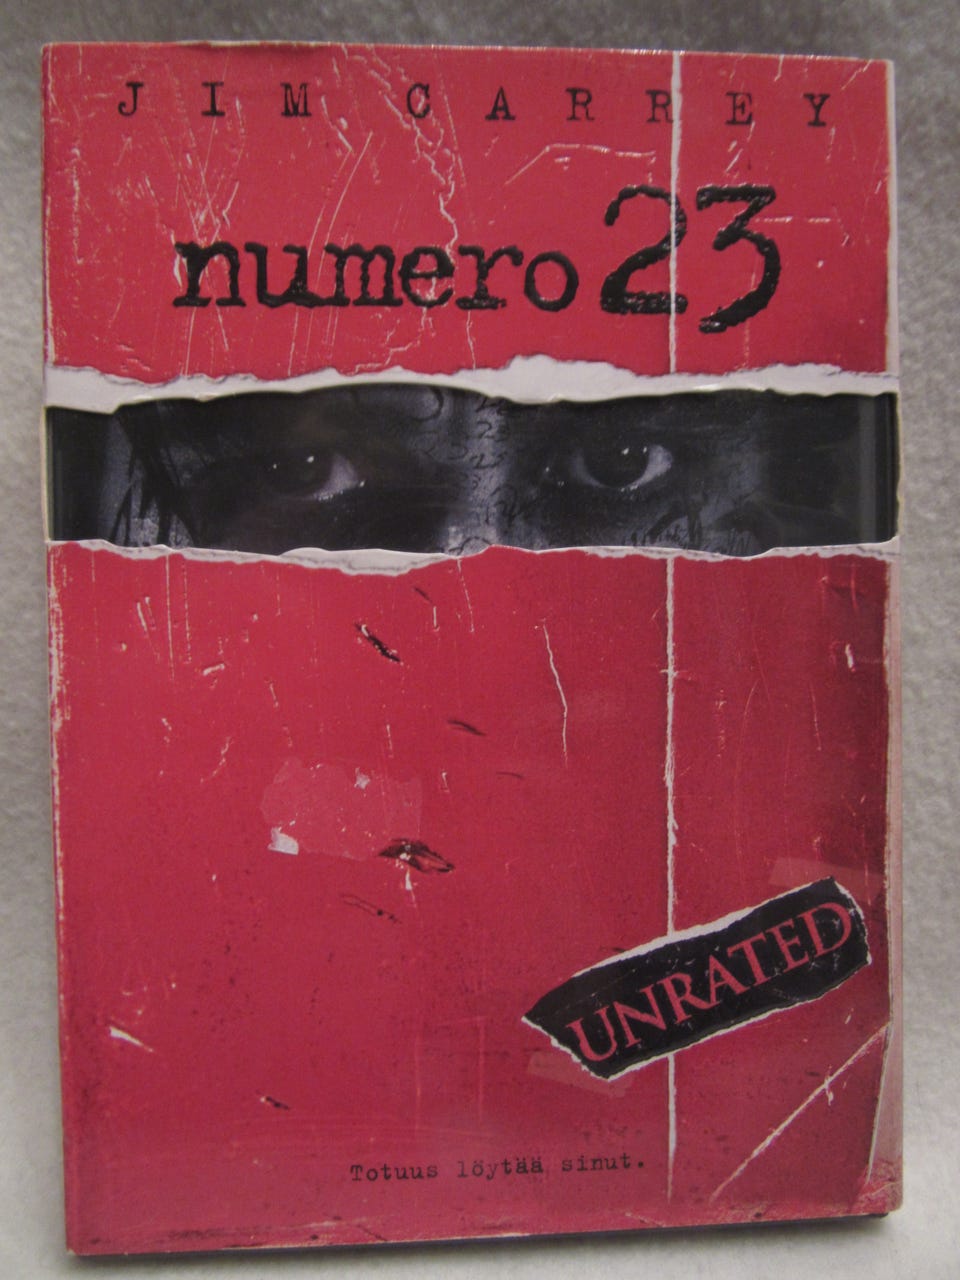 JIM CARREY
numero 23
UNRATED
Totuus löytää sinut.